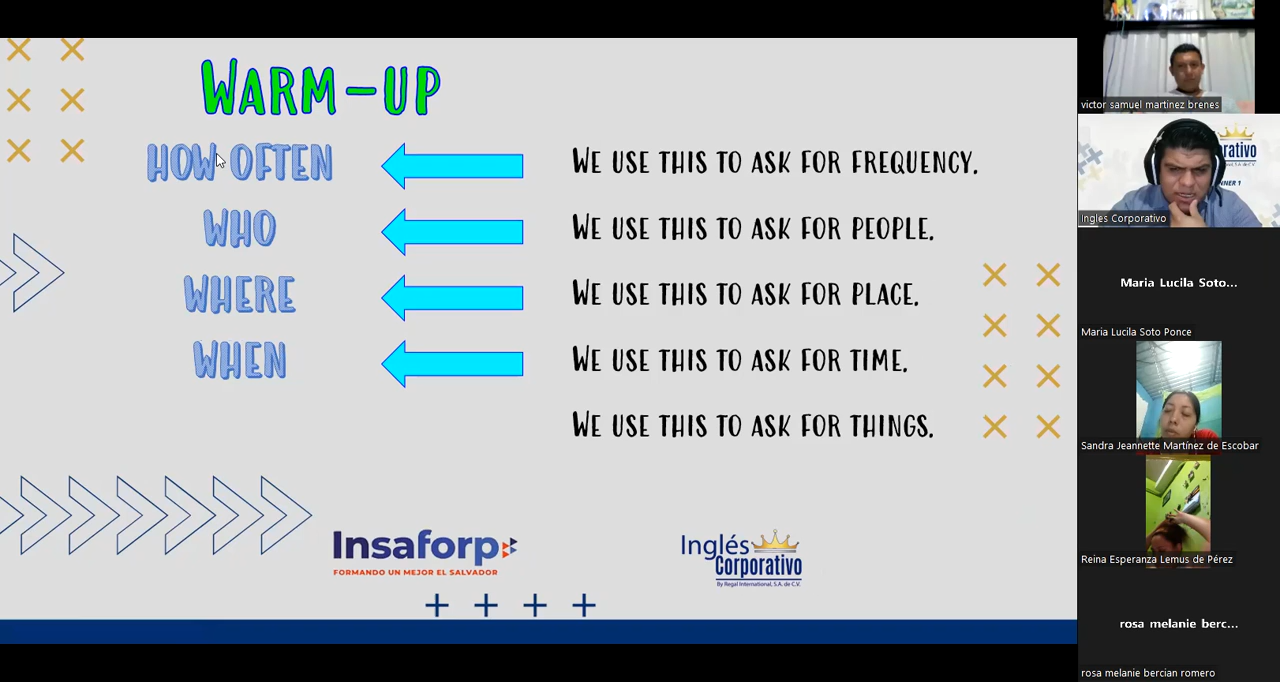 WARM-UP
HOW OFTEN
WE USE THIS TO ASK FOR FREQUENCY.
WHO
WE USE THIS TO ASK FOR PEOPLE.
WHERE
WE USE THIS TO ASK FOR PLACE.
WHEN
WE USE THIS TO ASK FOR TIME.
WE USE THIS TO ASK FOR THINGS.
Insaforp
FORMANDO UN MEJOR EL SALVADOR
Inglés
Corporativo
By Regal International, S.A. de C.V.
victor samuel martinez brenes
Ingles Corporativo
Maria Lucila Soto...
Maria Lucila Soto Ponce
Sandra Jeannette Martínez de Escobar
Reina Esperanza Lemus de Pérez
rosa melanie berc...
rosa melanie bercian romero